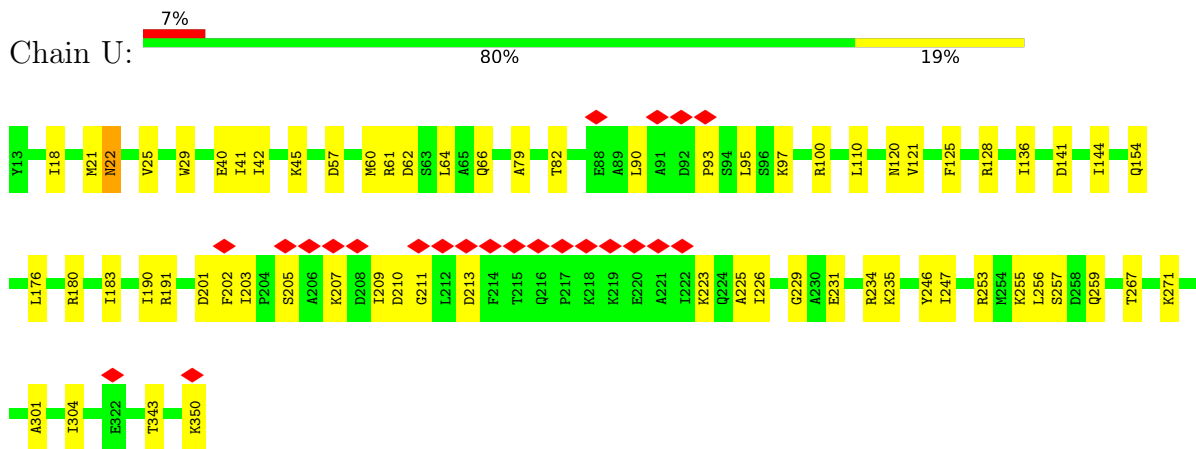 7%
Chain U:
80% 19%
Y13 I18 M21 N22 V25 W29 E40 I41 I42 K45 D57 M60 R61 D62 S63 L64 A65 Q66 A79 T82 E88 A89 L90 A91 D92 P93 S94 L95 S96 K97 R100 L110 N120 V121 F125 R128 I136 D141 I144 Q154
L176 R180 I183 I190 R191 D201 F202 I203 P204 S205 A206 K207 D208 I209 D210 G211 L212 D213 F214 T215 Q216 P217 K218 K219 E220 A221 I222 K223 Q224 A225 I226 G229 A230 E231 R234 K235 Y246 I247 R253 M254 K255 L256 S257 D258 Q259 T267 K271
A301 I304 E322 T343 K350